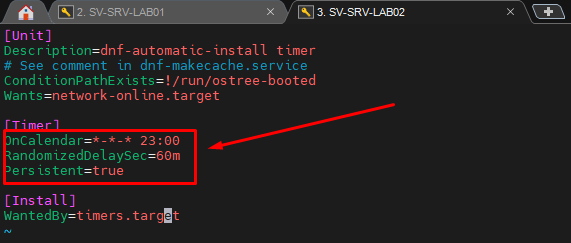 2. SV-SRV-LAB01
3. SV-SRV-LAB02
[Unit]
Description=dnf-automatic-install timer
# See comment in dnf-makecache.service
ConditionPathExists=!/run/ostree-booted
Wants=network-online.target
[Timer]
OnCalendar=*-*-* 23:00
RandomizedDelaySec=60m
Persistent=true
[Install]
WantedBy=timers.target
~